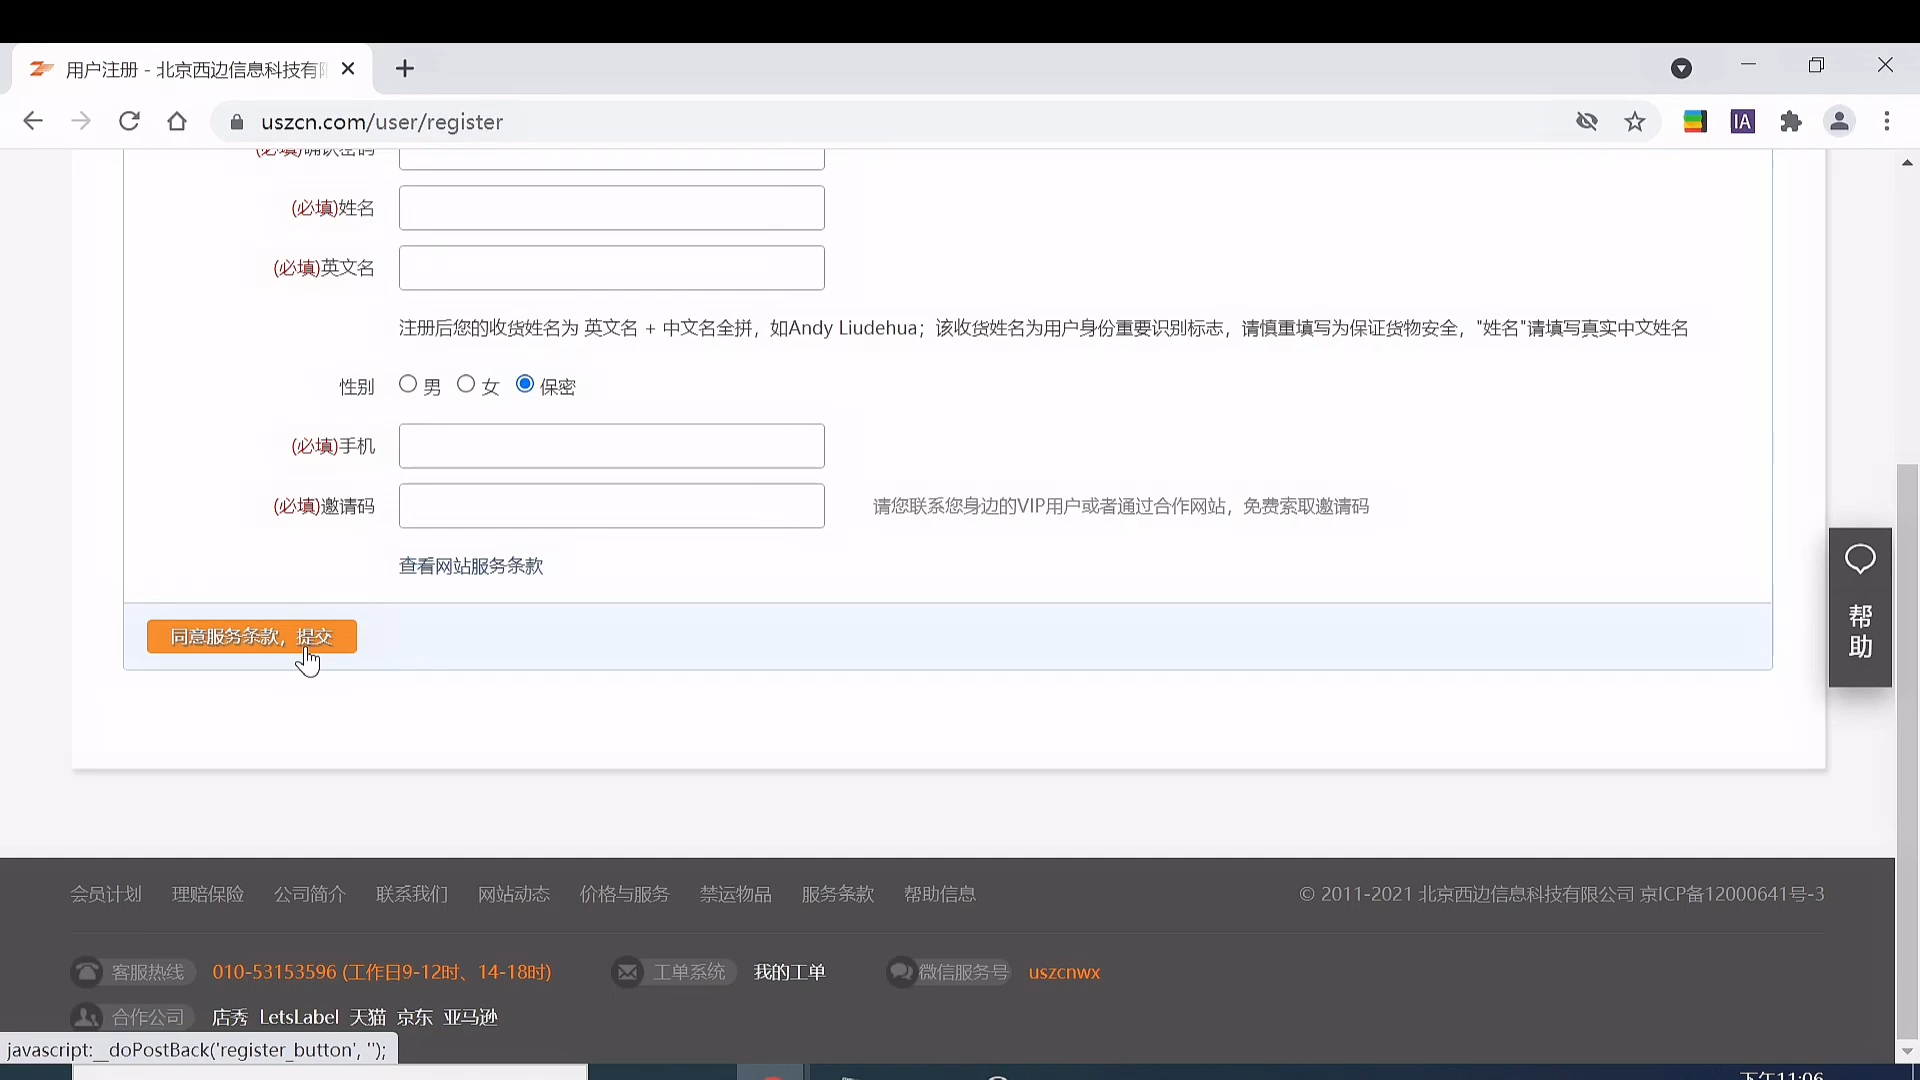 用户注册 - 北京西边信息科技有
uszcn.com/user/register
IA
(必填)确认密码
(必填)姓名
(必填)英文名
注册后您的收货姓名为 英文名 + 中文名全拼，如Andy Liudehua；该收货姓名为用户身份重要识别标志，请慎重填写为保证货物安全，"姓名"请填写真实中文姓名
性别 男 女 保密
(必填)手机
(必填)邀请码 请您联系您身边的VIP用户或者通过合作网站，免费索取邀请码
查看网站服务条款
同意服务条款，提交
帮助
会员计划 理赔保险 公司简介 联系我们 网站动态 价格与服务 禁运物品 服务条款 帮助信息 © 2011-2021 北京西边信息科技有限公司 京ICP备12000641号-3
客服热线 010-53153596 (工作日9-12时、14-18时) 工单系统 我的工单 微信服务号 uszcnwx
合作公司 店秀 LetsLabel 天猫 京东 亚马逊
javascript:__doPostBack('register_button', '');
下午11:06